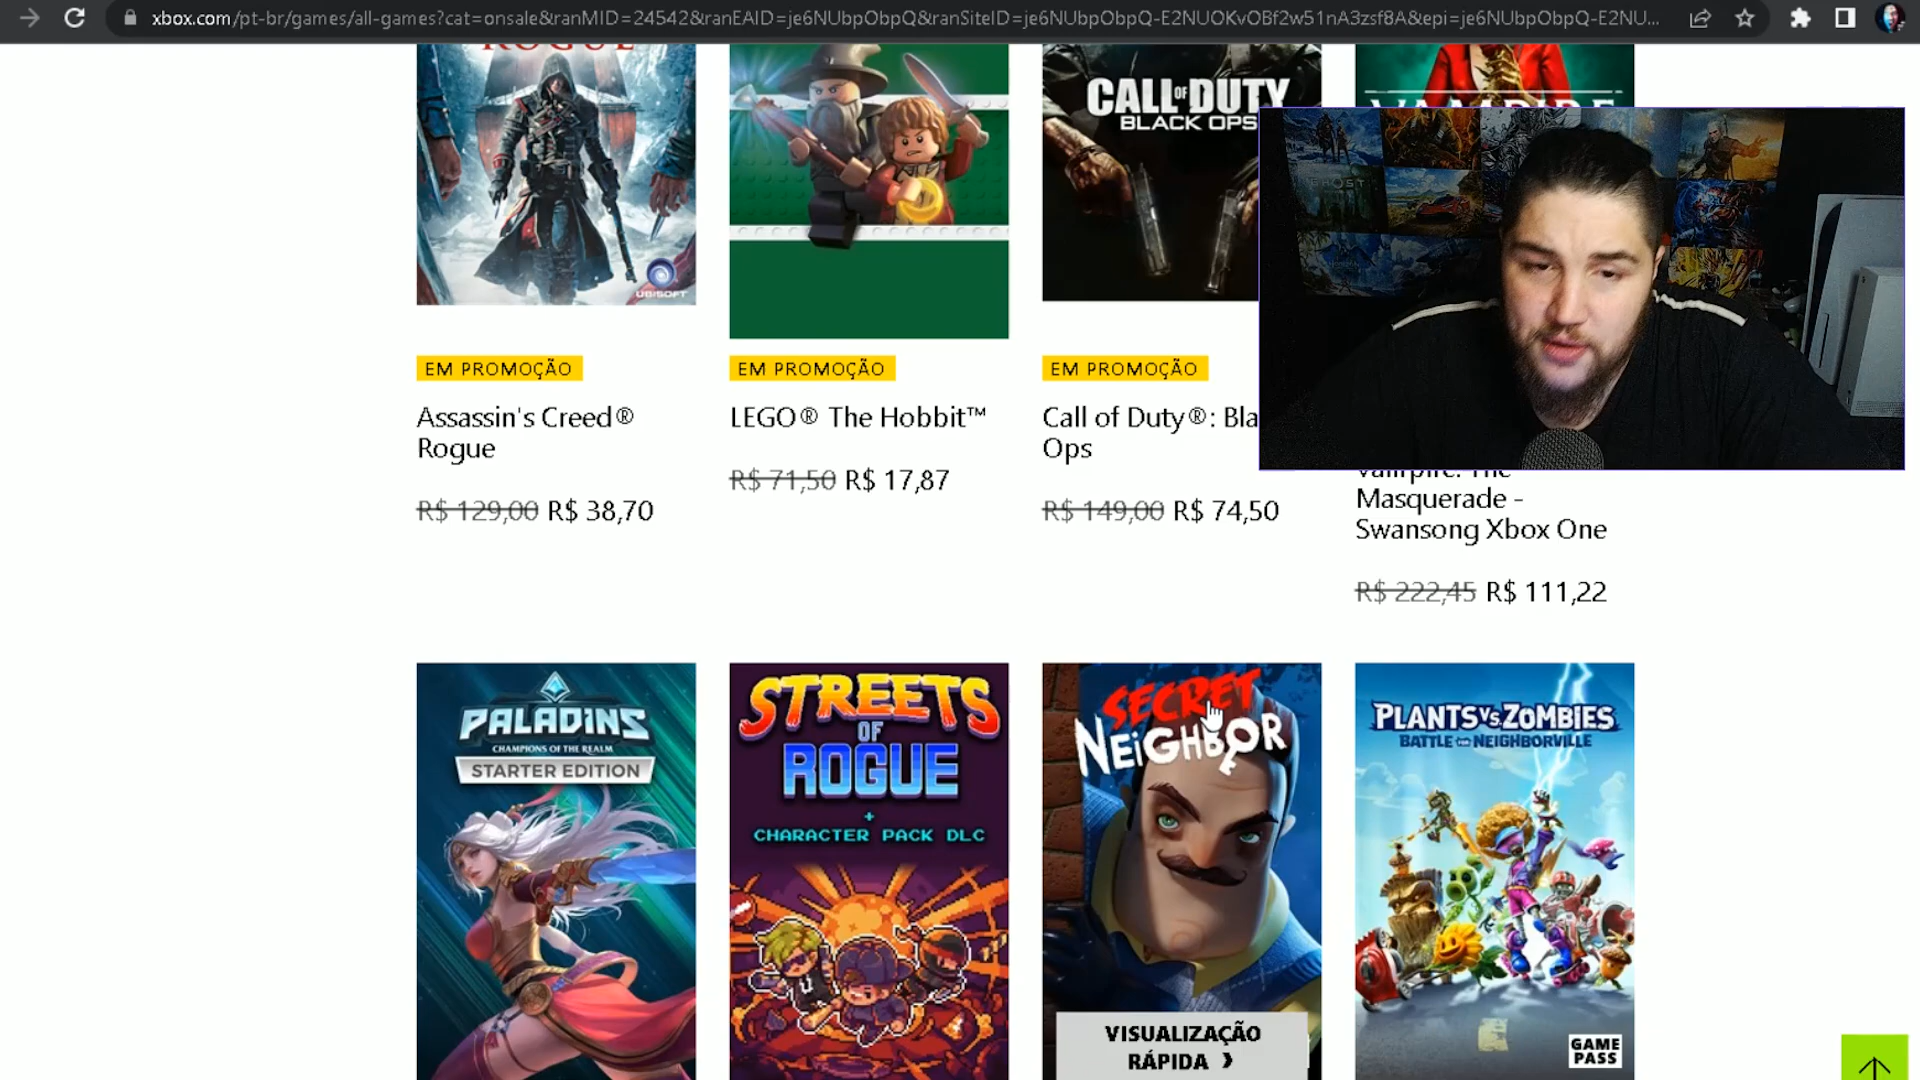 xbox.com/pt-br/games/all-games?cat=onsale&ranMID=24542&ranEAID=je6NUbpObpQ&ranSiteID=je6NUbpObpQ-E2NUOKvOBf2w51nA3zsf8A&epi=je6NUbpObpQ-E2NU...
ROGUE
UBISOFT
CALL OF DUTY
BLACK OPS
VAMPIRE
EM PROMOÇÃO
EM PROMOÇÃO
EM PROMOÇÃO
Assassin's Creed®
Rogue
R$ 129,00 R$ 38,70
LEGO® The Hobbit™
R$ 71,50 R$ 17,87
Call of Duty®: Bla
Ops
R$ 149,00 R$ 74,50
Vampire: The
Masquerade -
Swansong Xbox One
R$ 222,45 R$ 111,22
PALADINS
CHAMPIONS OF THE REALM
STARTER EDITION
STREETS
OF
ROGUE
+
CHARACTER PACK DLC
SECRET
NEiGHBOR
VISUALIZAÇÃO
RÁPIDA ❯
PLANTS VS. ZOMBIES
BATTLE FOR NEIGHBORVILLE
GAME
PASS